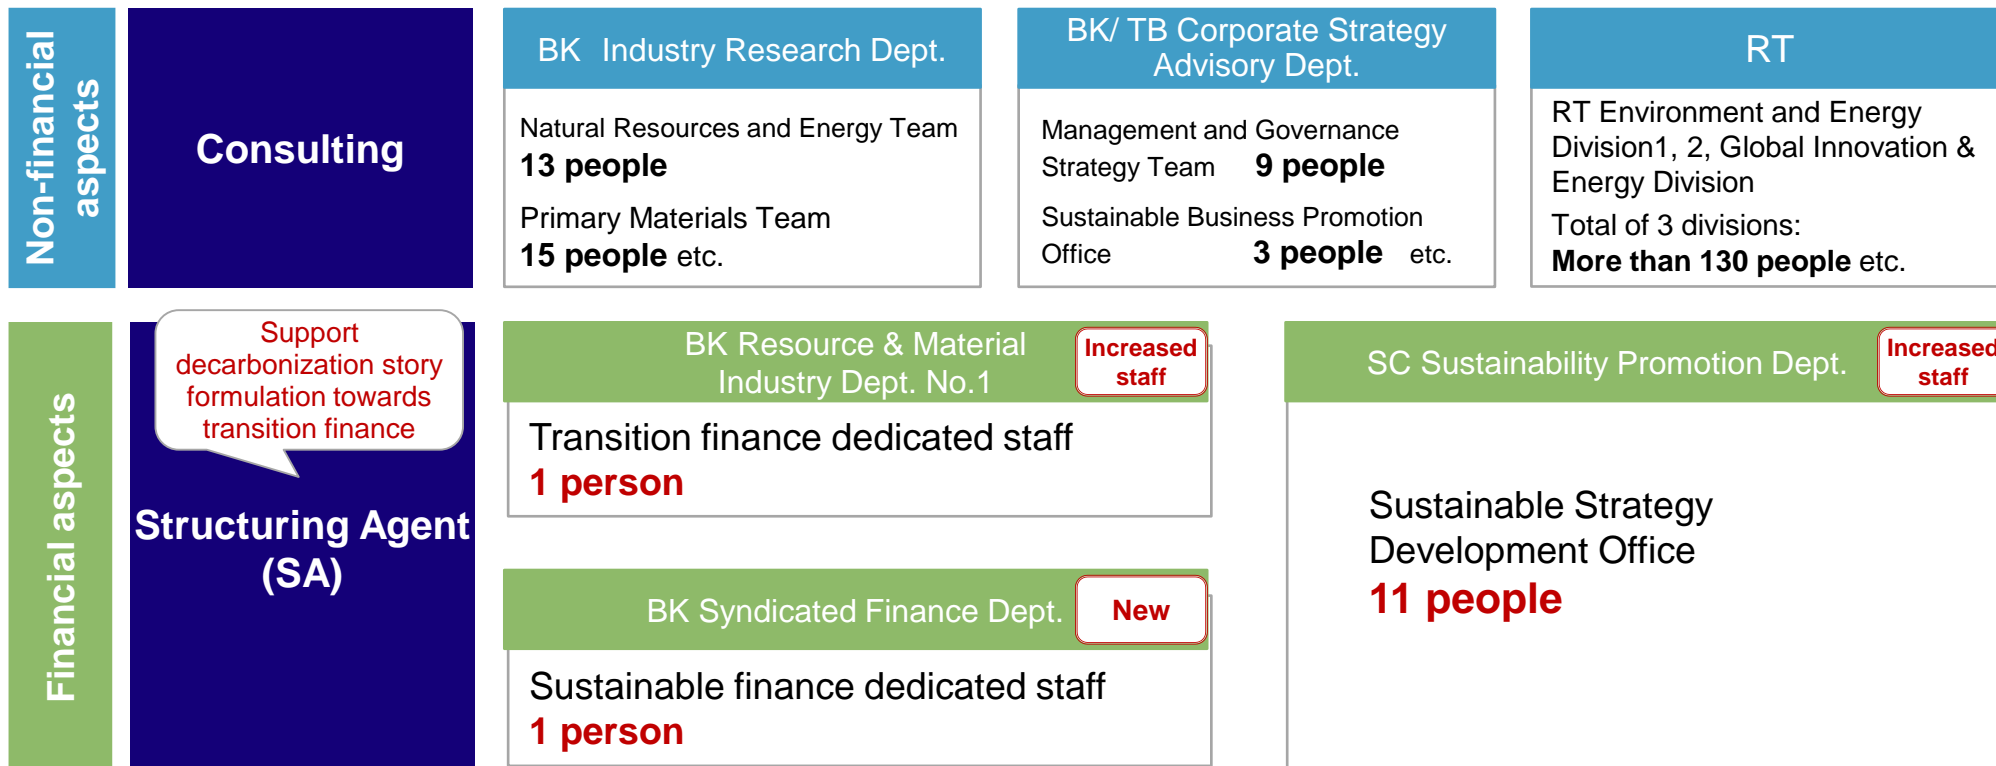 Non-financial
aspects
Consulting
BK Industry Research Dept.
Natural Resources and Energy Team
13 people
Primary Materials Team
15 people etc.
BK/ TB Corporate Strategy
Advisory Dept.
Management and Governance
Strategy Team 9 people
Sustainable Business Promotion
Office 3 people etc.
RT
RT Environment and Energy
Division1, 2, Global Innovation &
Energy Division
Total of 3 divisions:
More than 130 people etc.
Financial aspects
Support
decarbonization story
formulation towards
transition finance
Structuring Agent
(SA)
BK Resource & Material
Industry Dept. No.1
Increased
staff
Transition finance dedicated staff
1 person
BK Syndicated Finance Dept.
New
Sustainable finance dedicated staff
1 person
SC Sustainability Promotion Dept.
Increased
staff
Sustainable Strategy
Development Office
11 people